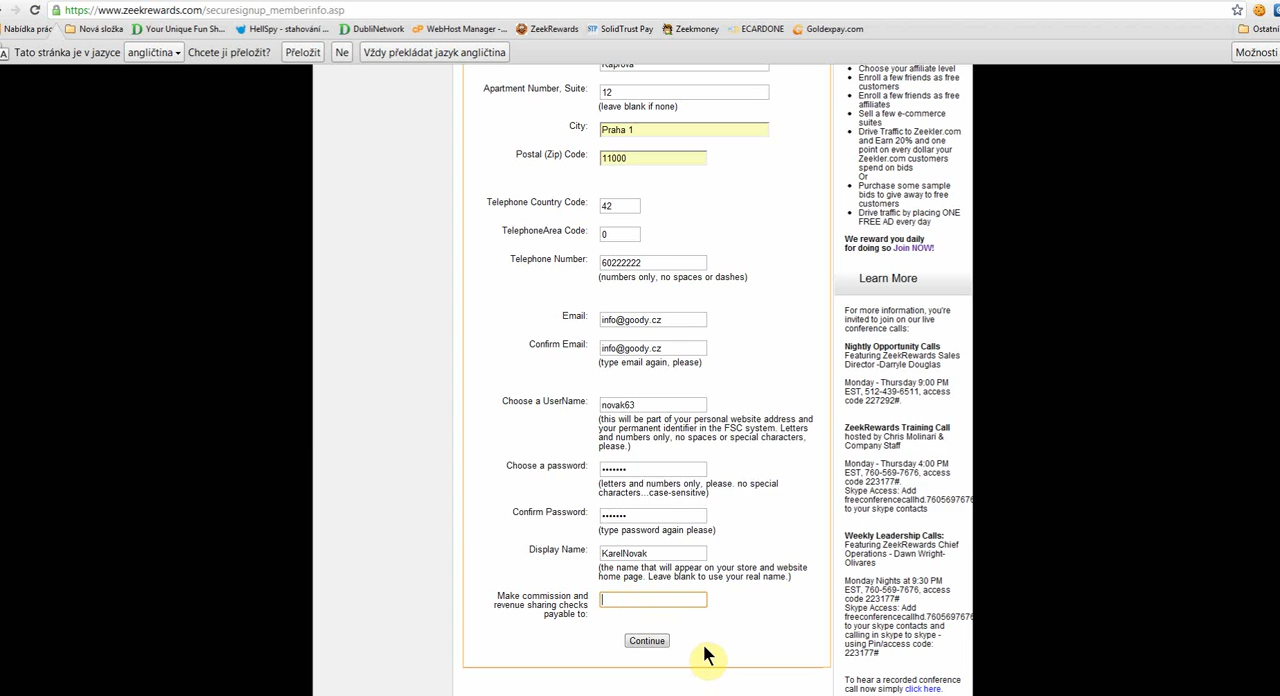 https://www.zeekrewards.com/securesignup_memberinfo.asp
Nabídka prác
Nová složka
Your Unique Fun Sh...
HellSpy - stahování ...
DubliNetwork
cP WebHost Manager -...
ZeekRewards
STP SolidTrust Pay
Zeekmoney
ECARDONE
Goldexpay.com
Ostatní
Tato stránka je v jazyce angličtina Chcete ji přeložit? Přeložit Ne Vždy překládat jazyk angličtina Možnosti
Kaprova
Apartment Number, Suite: 12
(leave blank if none)
City: Praha 1
Postal (Zip) Code: 11000
Telephone Country Code: 42
TelephoneArea Code: 0
Telephone Number: 60222222
(numbers only, no spaces or dashes)
Email: info@goody.cz
Confirm Email: info@goody.cz
(type email again, please)
Choose a UserName: novak63
(this will be part of your personal website address and
your permanent identifier in the FSC system. Letters
and numbers only, no spaces or special characters,
please.)
Choose a password: •••••••
(letters and numbers only, please. no special
characters...case-sensitive)
Confirm Password: •••••••
(type password again please)
Display Name: KarelNovak
(the name that will appear on your store and website
home page. Leave blank to use your real name.)
Make commission and
revenue sharing checks
payable to:
Continue
Choose your affiliate level
Enroll a few friends as free
customers
Enroll a few friends as free
affiliates
Sell a few e-commerce
suites
Drive Traffic to Zeekler.com
and Earn 20% and one
point on every dollar your
Zeekler.com customers
spend on bids
Or
Purchase some sample
bids to give away to free
customers
Drive traffic by placing ONE
FREE AD every day
We reward you daily
for doing so Join NOW!
Learn More
For more information, you're
invited to join on our live
conference calls:
Nightly Opportunity Calls
Featuring ZeekRewards Sales
Director -Darryle Douglas
Monday - Thursday 9:00 PM
EST, 512-439-6511, access
code 227292#.
ZeekRewards Training Call
hosted by Chris Molinari &
Company Staff
Monday - Thursday 4:00 PM
EST, 760-569-7676, access
code 223177#.
Skype Access: Add
freeconferencecallhd.7605697676
to your skype contacts
Weekly Leadership Calls:
Featuring ZeekRewards Chief
Operations - Dawn Wright-
Olivares
Monday Nights at 9:30 PM
EST, 760-569-7676, access
code 223177#
Skype Access: Add
freeconferencecallhd.7605697676
to your skype contacts and
calling in skype to skype -
using Pin/access code:
223177#
To hear a recorded conference
call now simply click here.